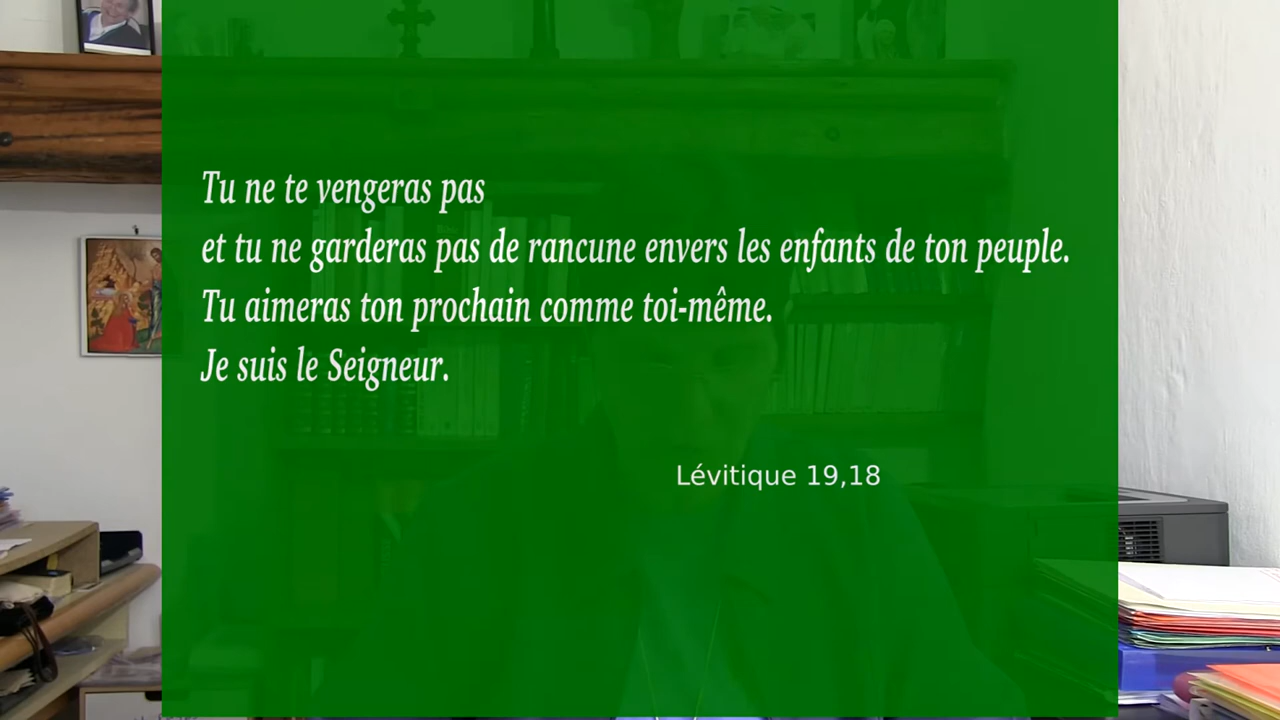 Tu ne te vengeras pas
et tu ne garderas pas de rancune envers les enfants de ton peuple.
Tu aimeras ton prochain comme toi-même.
Je suis le Seigneur.
Lévitique 19,18